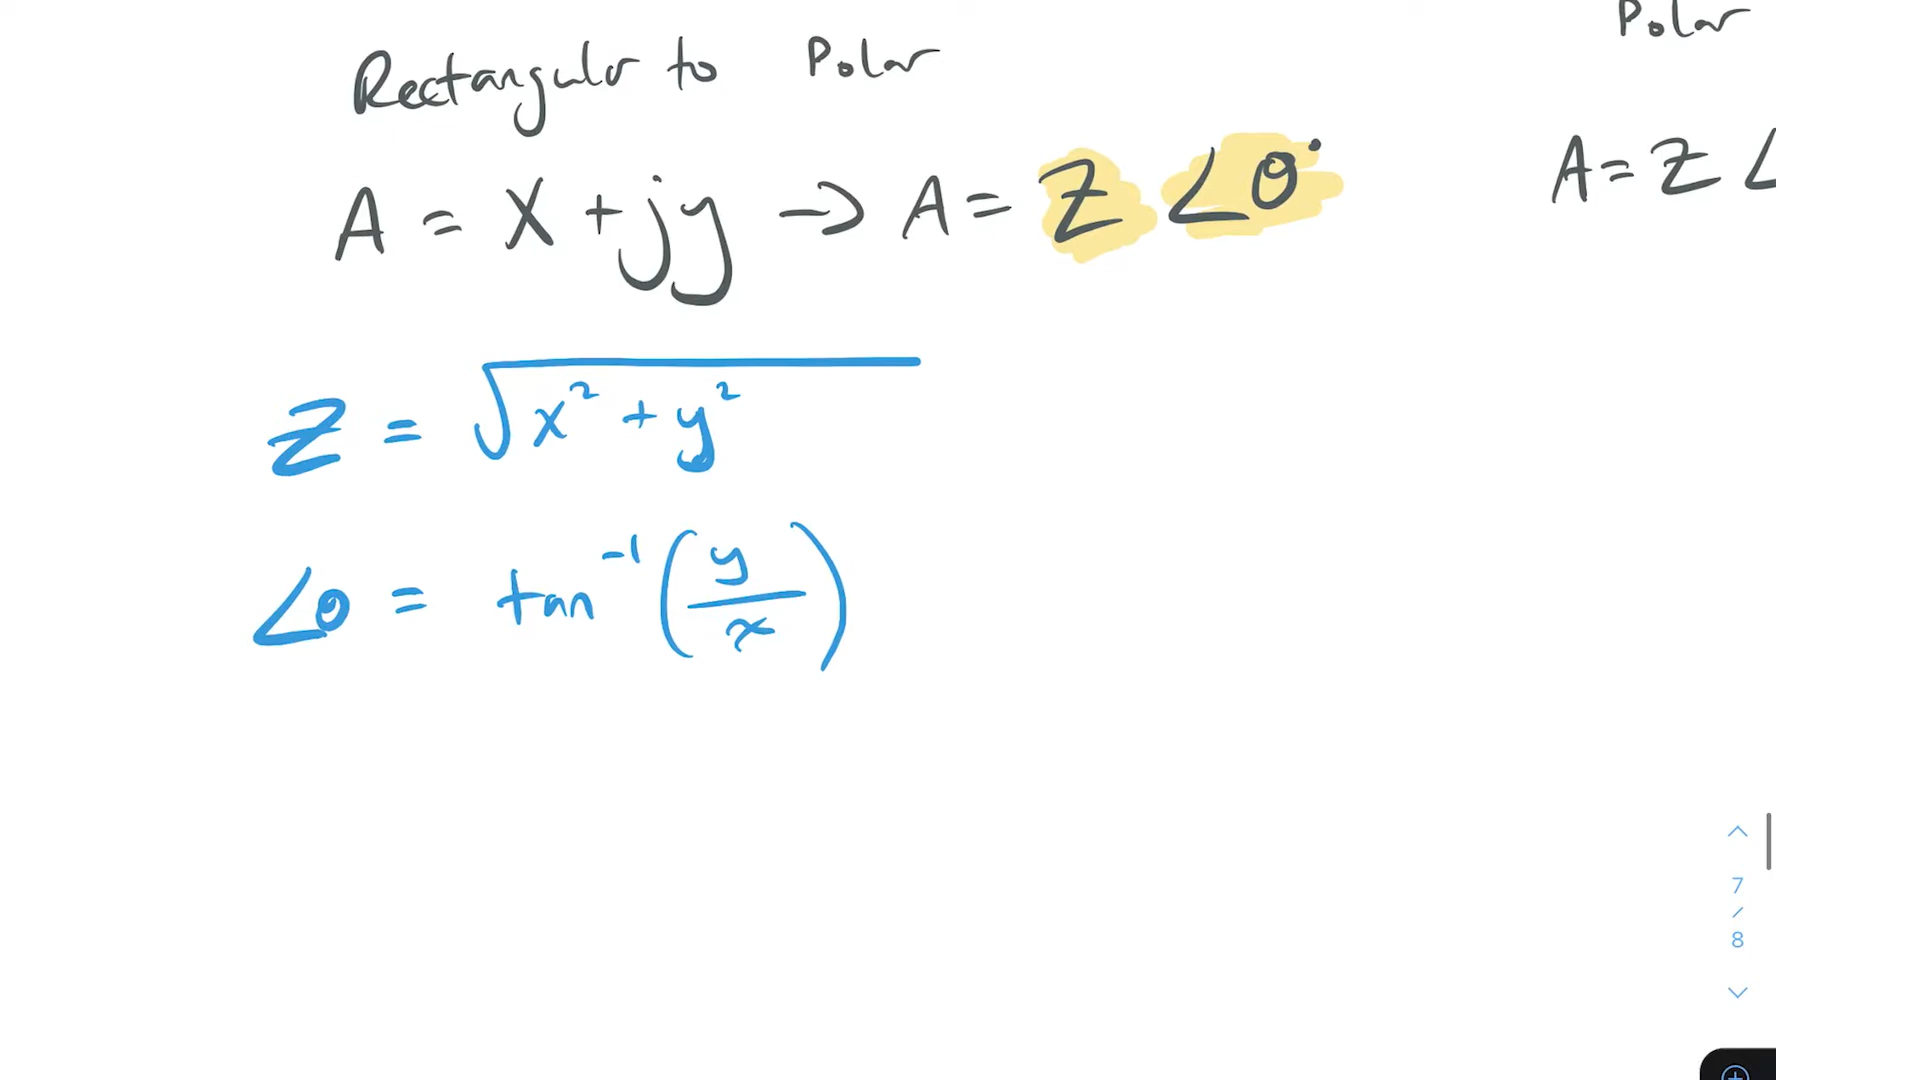 Rectangular to Polar
A = x + jy → A = Z ∠θ°
Z = √(x² + y²)
∠θ = tan⁻¹(y/x)
Polar
A = Z ∠
7
/
8